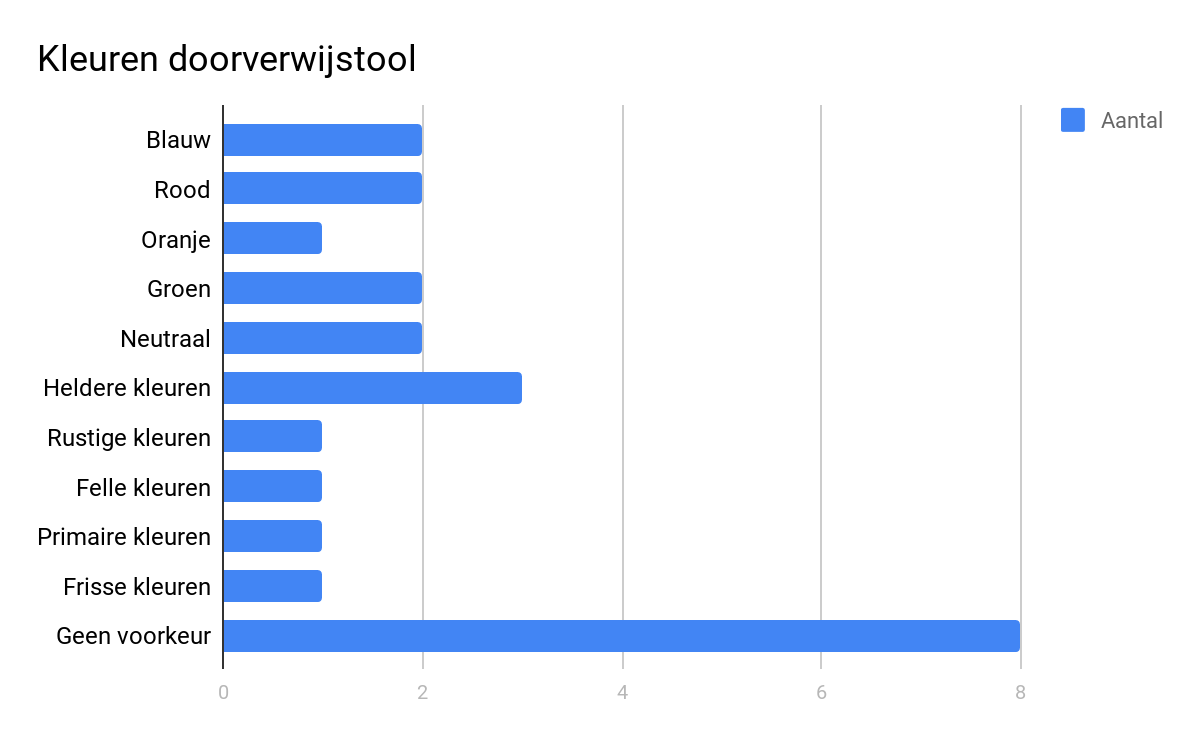 Kleuren doorverwijstool
Aantal
Blauw
Rood
Oranje
Groen
Neutraal
Heldere kleuren
Rustige kleuren
Felle kleuren
Primaire kleuren
Frisse kleuren
Geen voorkeur
0 2 4 6 8